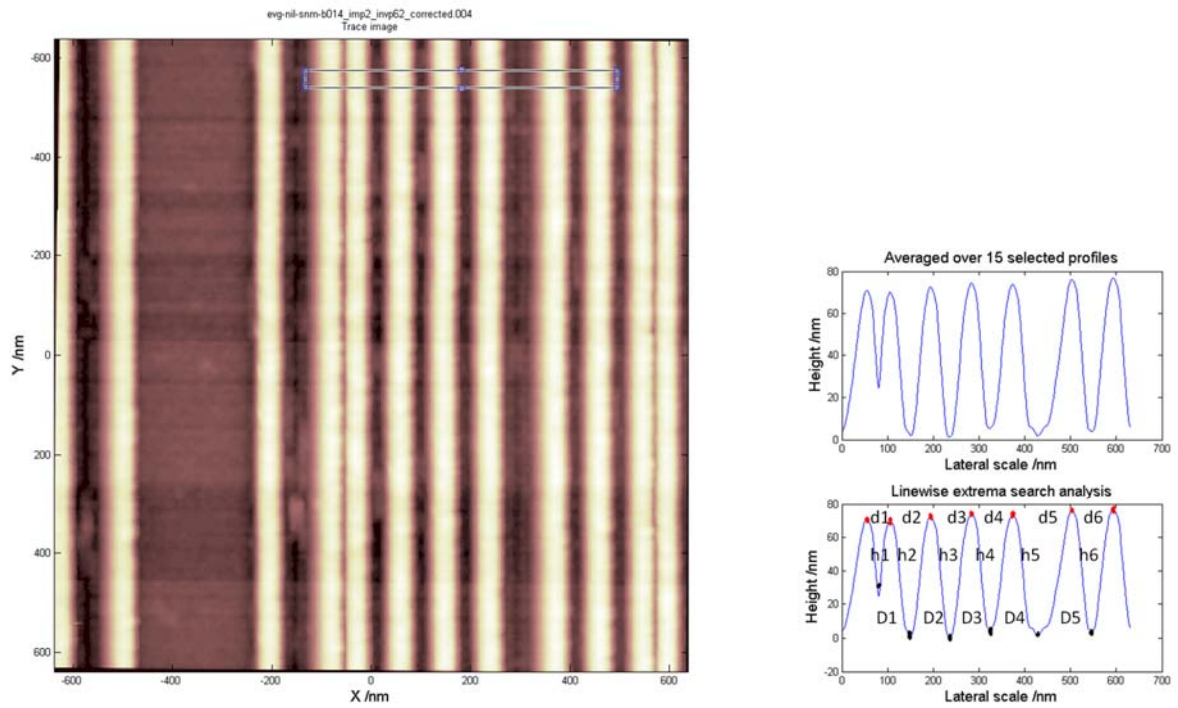 evg-nil-snm-b014_imp2_invp62_corrected.004
Trace image
-600
-400
-200
0
200
400
600
Y /nm
-600 -400 -200 0 200 400 600
X /nm
Averaged over 15 selected profiles
80
60
40
20
0
Height /nm
0 100 200 300 400 500 600 700
Lateral scale /nm
Linewise extrema search analysis
80
60
40
20
0
-20
Height /nm
d1 d2 d3 d4 d5 d6
h1 h2 h3 h4 h5 h6
D1 D2 D3 D4 D5
0 100 200 300 400 500 600 700
Lateral scale /nm